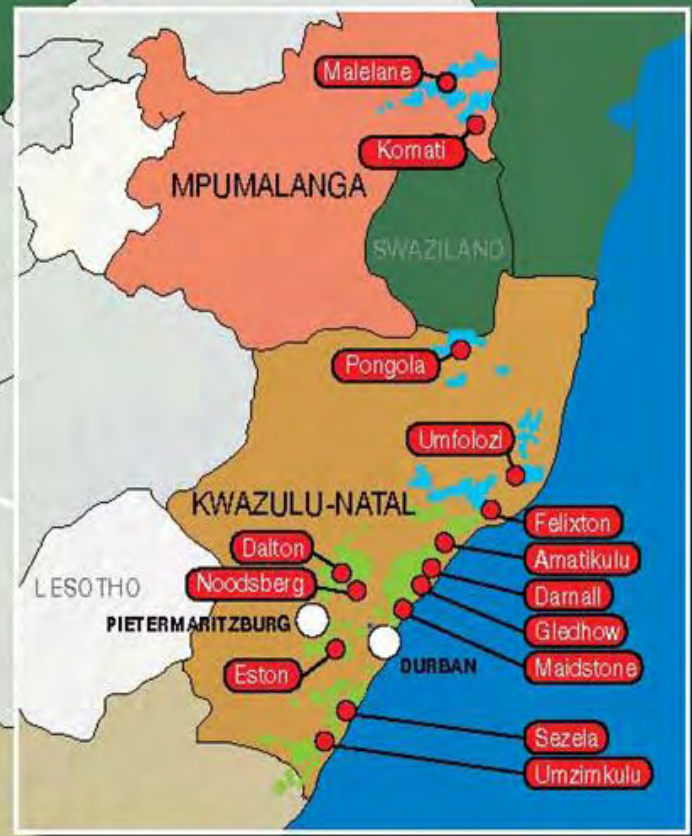 Malelane
Komati
MPUMALANGA
SWAZILAND
Pongola
Umfolozi
KWAZULU-NATAL
Felixton
Dalton
Amatikulu
Noodsberg
Darnall
LESOTHO
PIETERMARITZBURG
Gledhow
Eston
DURBAN
Maidstone
Sezela
Umzimkulu